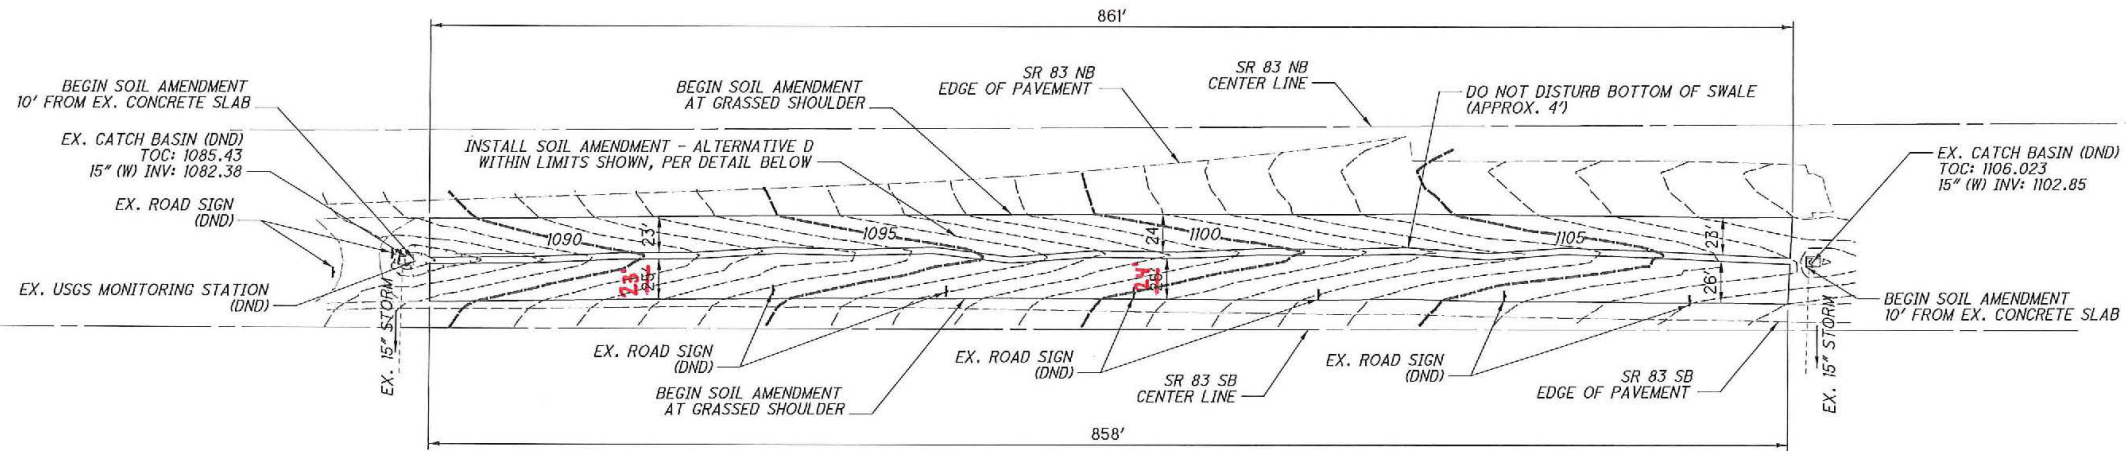 861'
BEGIN SOIL AMENDMENT
10' FROM EX. CONCRETE SLAB
EX. CATCH BASIN (DND)
TOC: 1085.43
15" (W) INV: 1082.38
EX. ROAD SIGN
(DND)
EX. USGS MONITORING STATION
(DND)
BEGIN SOIL AMENDMENT
AT GRASSED SHOULDER
INSTALL SOIL AMENDMENT - ALTERNATIVE D
WITHIN LIMITS SHOWN, PER DETAIL BELOW
SR 83 NB
EDGE OF PAVEMENT
SR 83 NB
CENTER LINE
DO NOT DISTURB BOTTOM OF SWALE
(APPROX. 4')
EX. CATCH BASIN (DND)
TOC: 1106.023
15" (W) INV: 1102.85
1090
23'
1095
24'
1100
1105
23'
23'
25'
24'
26'
EX. 15" STORM
EX. ROAD SIGN
(DND)
BEGIN SOIL AMENDMENT
AT GRASSED SHOULDER
EX. ROAD SIGN
(DND)
SR 83 SB
CENTER LINE
EX. ROAD SIGN
(DND)
SR 83 SB
EDGE OF PAVEMENT
EX. 15" STORM
BEGIN SOIL AMENDMENT
10' FROM EX. CONCRETE SLAB
858'